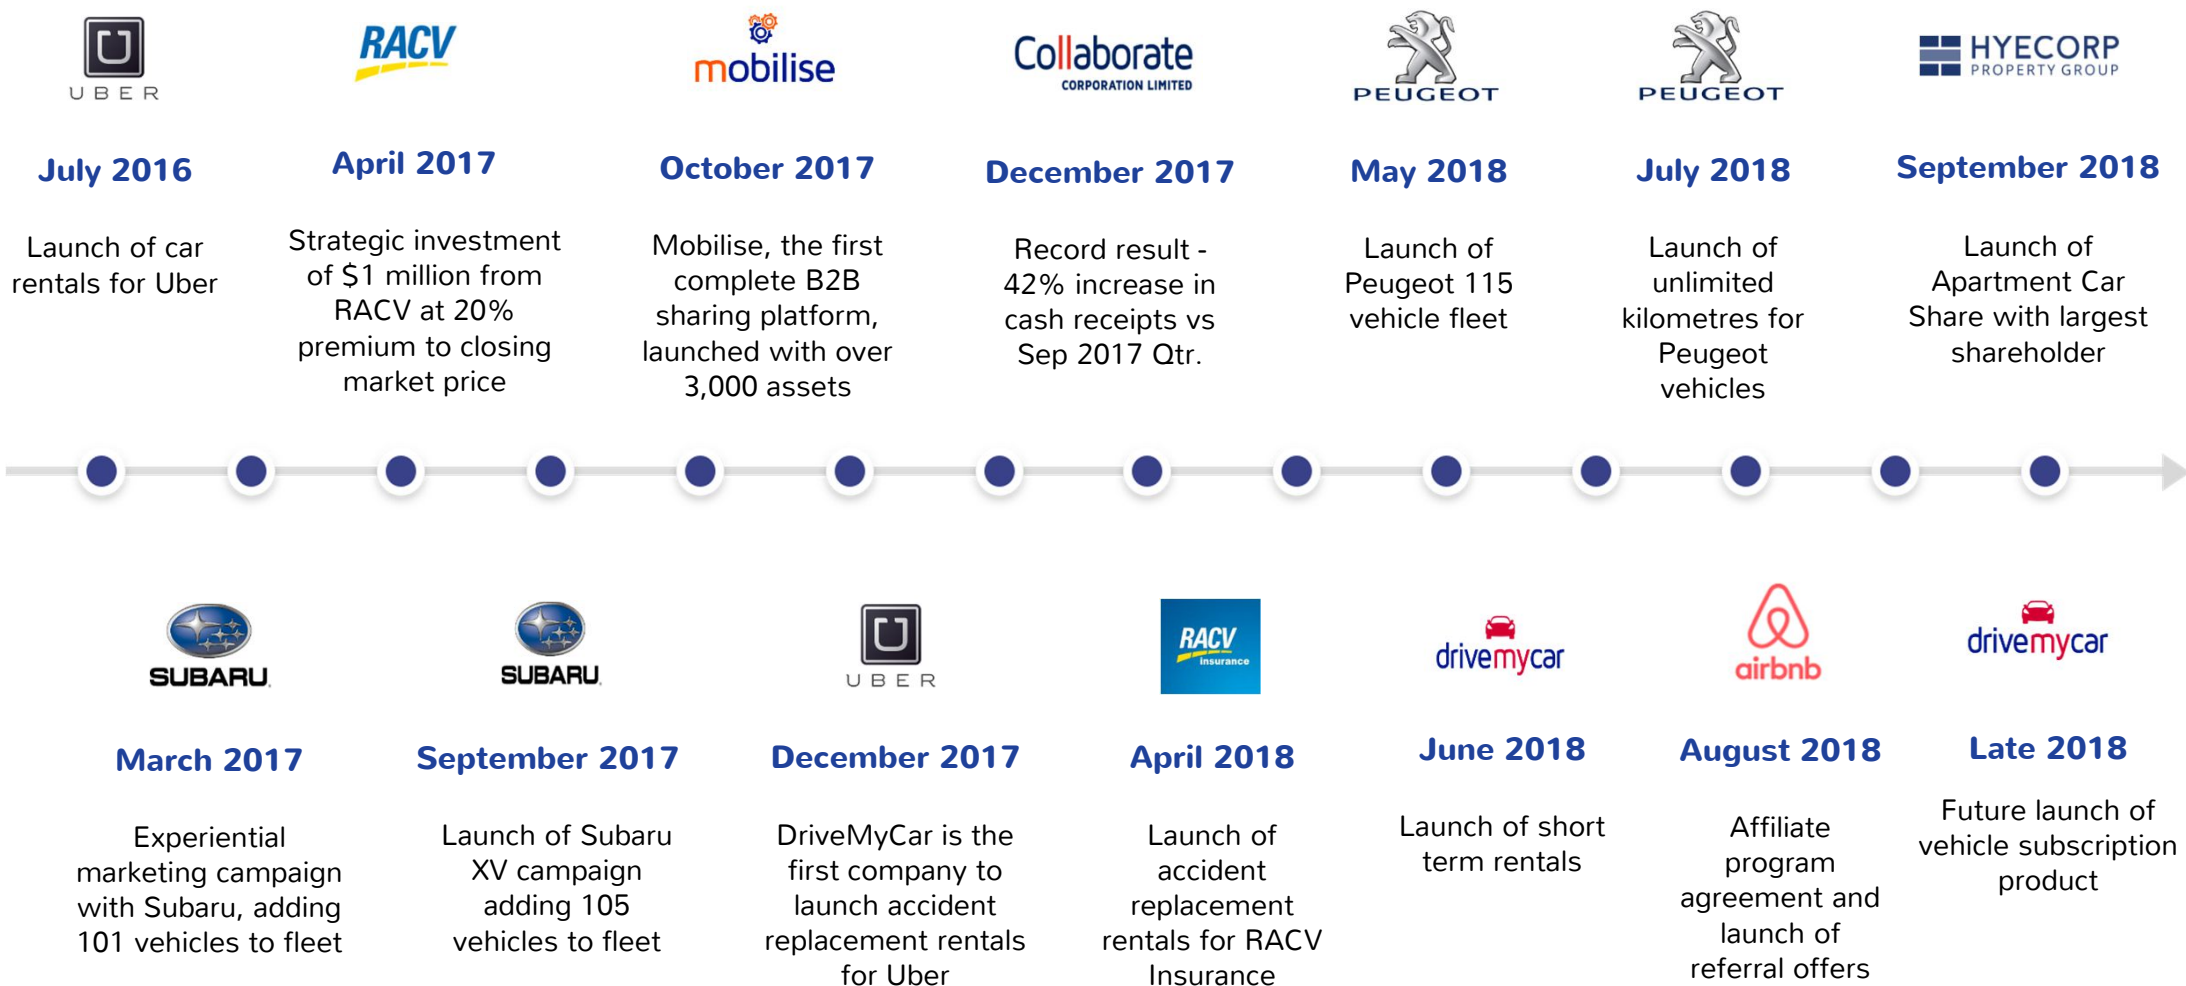 UBER
July 2016
Launch of car
rentals for Uber
RACV
April 2017
Strategic investment
of $1 million from
RACV at 20%
premium to closing
market price
mobilise
October 2017
Mobilise, the first
complete B2B
sharing platform,
launched with over
3,000 assets
Collaborate
CORPORATION LIMITED
December 2017
Record result -
42% increase in
cash receipts vs
Sep 2017 Qtr.
PEUGEOT
May 2018
Launch of
Peugeot 115
vehicle fleet
PEUGEOT
July 2018
Launch of
unlimited
kilometres for
Peugeot
vehicles
HYECORP
PROPERTY GROUP
September 2018
Launch of
Apartment Car
Share with largest
shareholder
SUBARU
March 2017
Experiential
marketing campaign
with Subaru, adding
101 vehicles to fleet
SUBARU
September 2017
Launch of Subaru
XV campaign
adding 105
vehicles to fleet
UBER
December 2017
DriveMyCar is the
first company to
launch accident
replacement rentals
for Uber
RACV
insurance
April 2018
Launch of
accident
replacement
rentals for RACV
Insurance
drivemycar
June 2018
Launch of short
term rentals
airbnb
August 2018
Affiliate
program
agreement and
launch of
referral offers
drivemycar
Late 2018
Future launch of
vehicle subscription
product